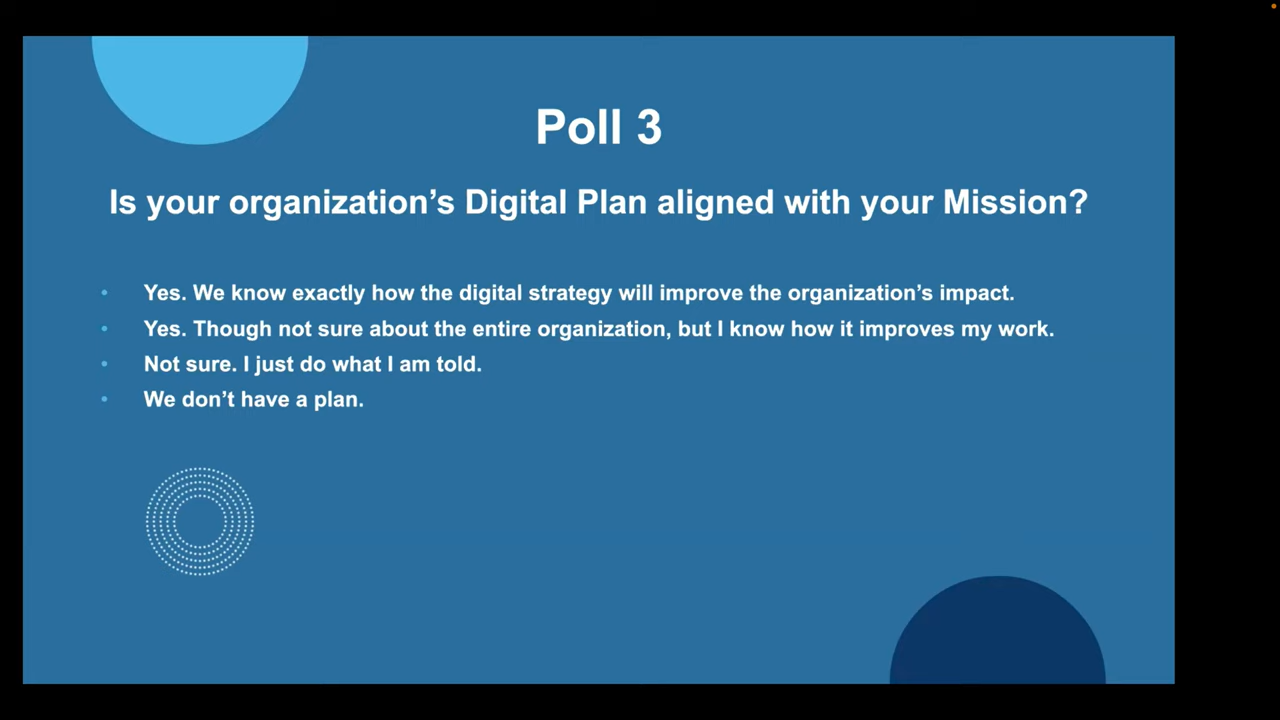 Poll 3
Is your organization’s Digital Plan aligned with your Mission?
• Yes. We know exactly how the digital strategy will improve the organization’s impact.
• Yes. Though not sure about the entire organization, but I know how it improves my work.
• Not sure. I just do what I am told.
• We don’t have a plan.